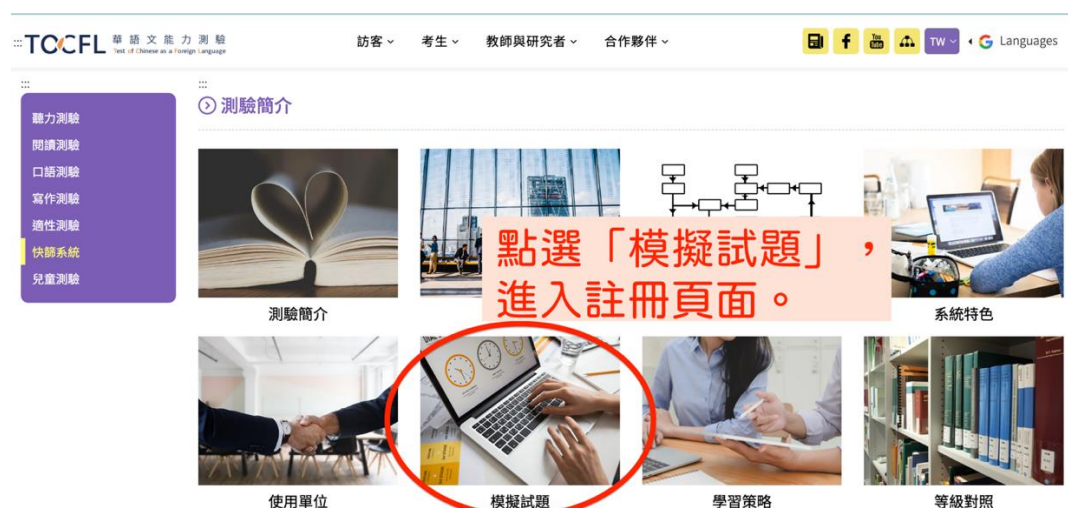 TOCFL 華語文能力測驗
Test of Chinese as a Foreign Language
訪客
考生
教師與研究者
合作夥伴
TW
Languages
聽力測驗
閱讀測驗
口語測驗
寫作測驗
適性測驗
快篩系統
兒童測驗
測驗簡介
點選「模擬試題」，
進入註冊頁面。
測驗簡介
系統特色
使用單位
模擬試題
學習策略
等級對照